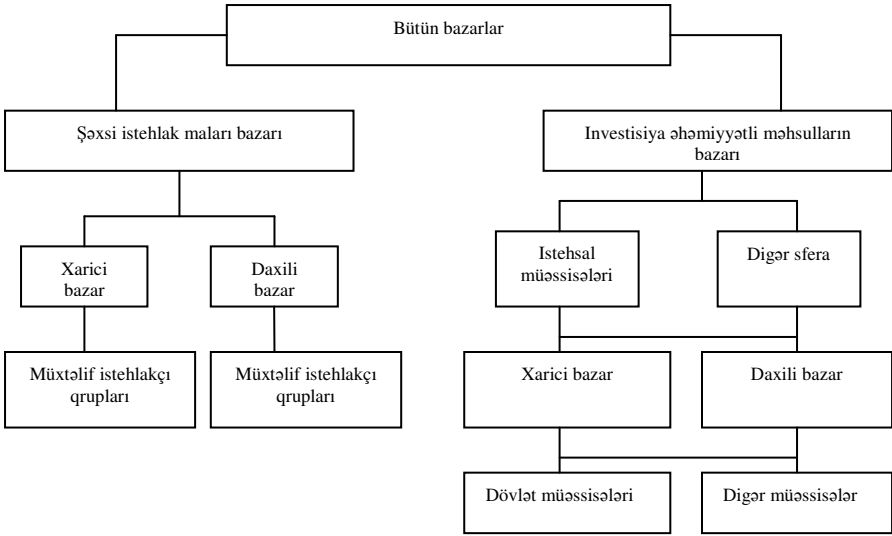 Bütün bazarlar
Şəxsi istehlak maları bazarı
Investisiya əhəmiyyətli məhsulların
bazarı
Xarici
bazar
Daxili
bazar
Istehsal
müəssisələri
Digər sfera
Müxtəlif istehlakçı
qrupları
Müxtəlif istehlakçı
qrupları
Xarici bazar
Daxili bazar
Dövlət müəssisələri
Digər müəssisələr